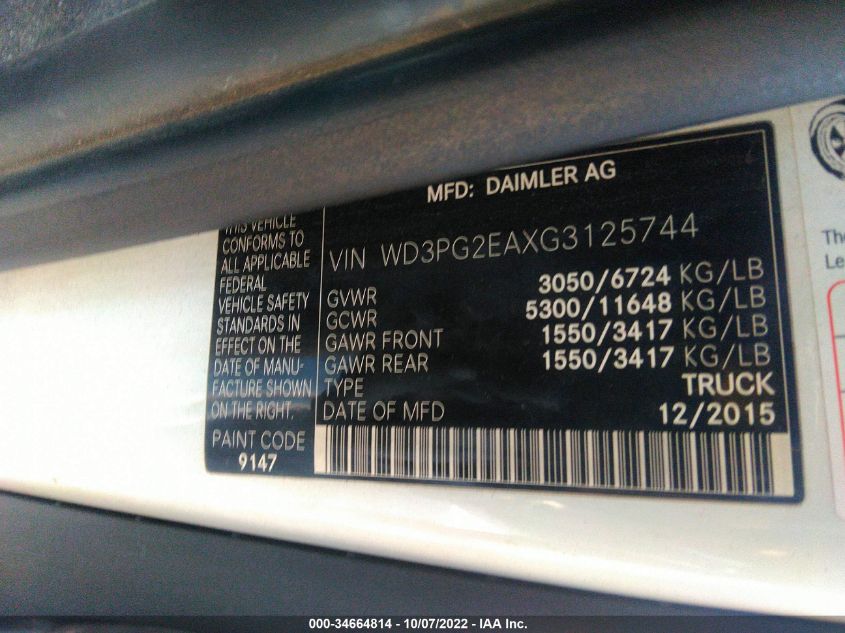 MFD: DAIMLER AG
THIS VEHICLE
CONFORMS TO
ALL APPLICABLE
FEDERAL
VEHICLE SAFETY
STANDARDS IN
EFFECT ON THE
DATE OF MANU-
FACTURE SHOWN
ON THE RIGHT.
PAINT CODE
9147
VIN WD3PG2EAXG3125744
GVWR 3050/6724 KG/LB
GCWR 5300/11648 KG/LB
GAWR FRONT 1550/3417 KG/LB
GAWR REAR 1550/3417 KG/LB
TYPE TRUCK
DATE OF MFD 12/2015
000-34664814 - 10/07/2022 - IAA Inc.